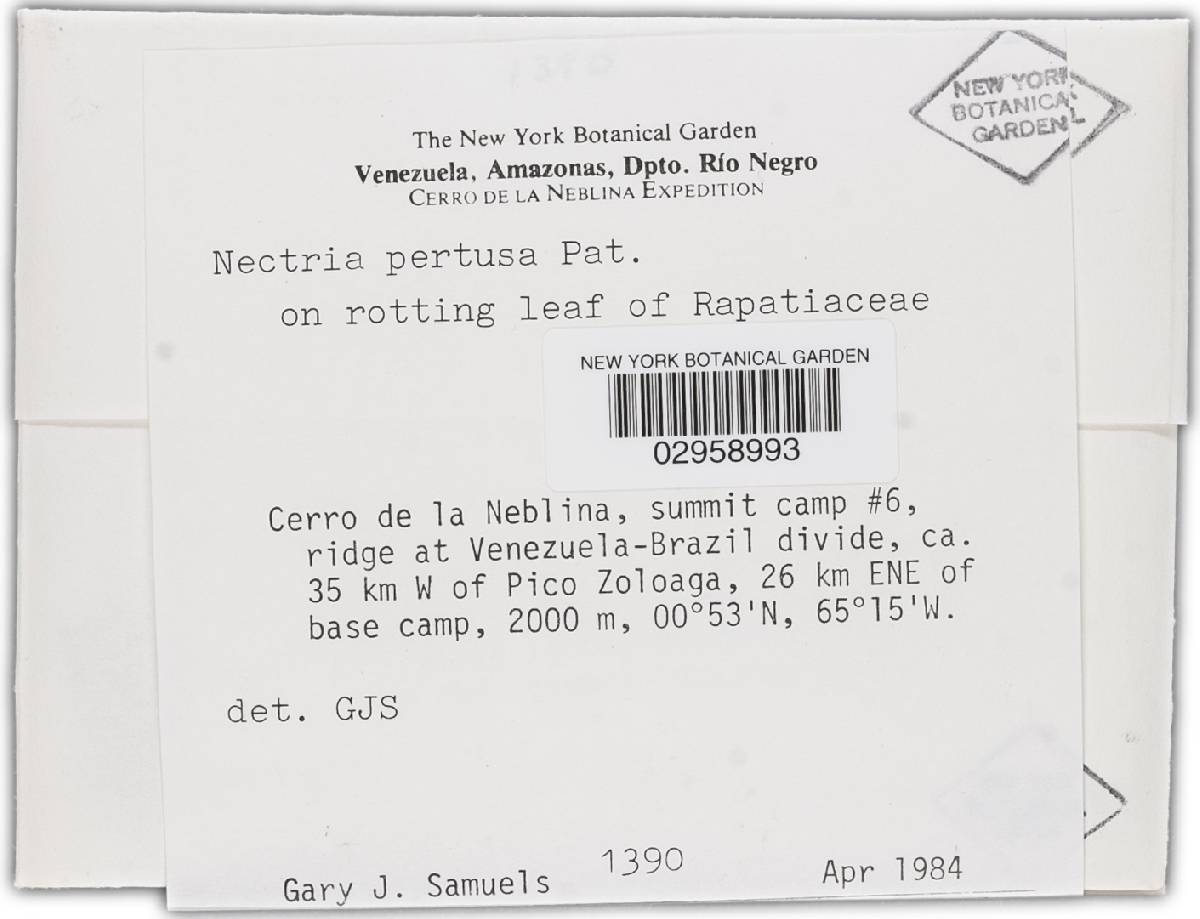 NEW YORK
BOTANICAL
GARDEN
The New York Botanical Garden
Venezuela, Amazonas, Dpto. Río Negro
CERRO DE LA NEBLINA EXPEDITION
Nectria pertusa Pat.
on rotting leaf of Rapatiaceae
NEW YORK BOTANICAL GARDEN
02958993
Cerro de la Neblina, summit camp #6,
ridge at Venezuela-Brazil divide, ca.
35 km W of Pico Zoloaga, 26 km ENE of
base camp, 2000 m, 00°53'N, 65°15'W.
det. GJS
Gary J. Samuels 1390 Apr 1984